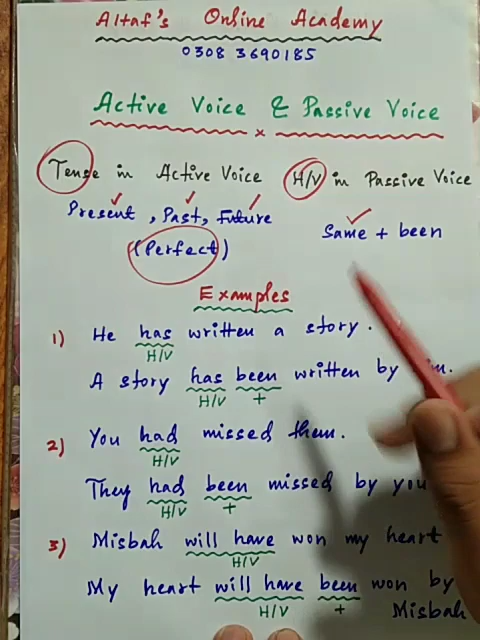 Altaf's Online Academy
0308 3690185
Active Voice & Passive Voice
x
Tense in Active Voice H/V in Passive Voice
Present, Past, Future
Same + been
(Perfect)
Examples
1) He has written a story.
H/V
A story has been written by
H/V +
2) You had missed them.
H/V
They had been missed by you
H/V +
3) Misbah will have won my heart
H/V
My heart will have been won by
H/V + Misbah